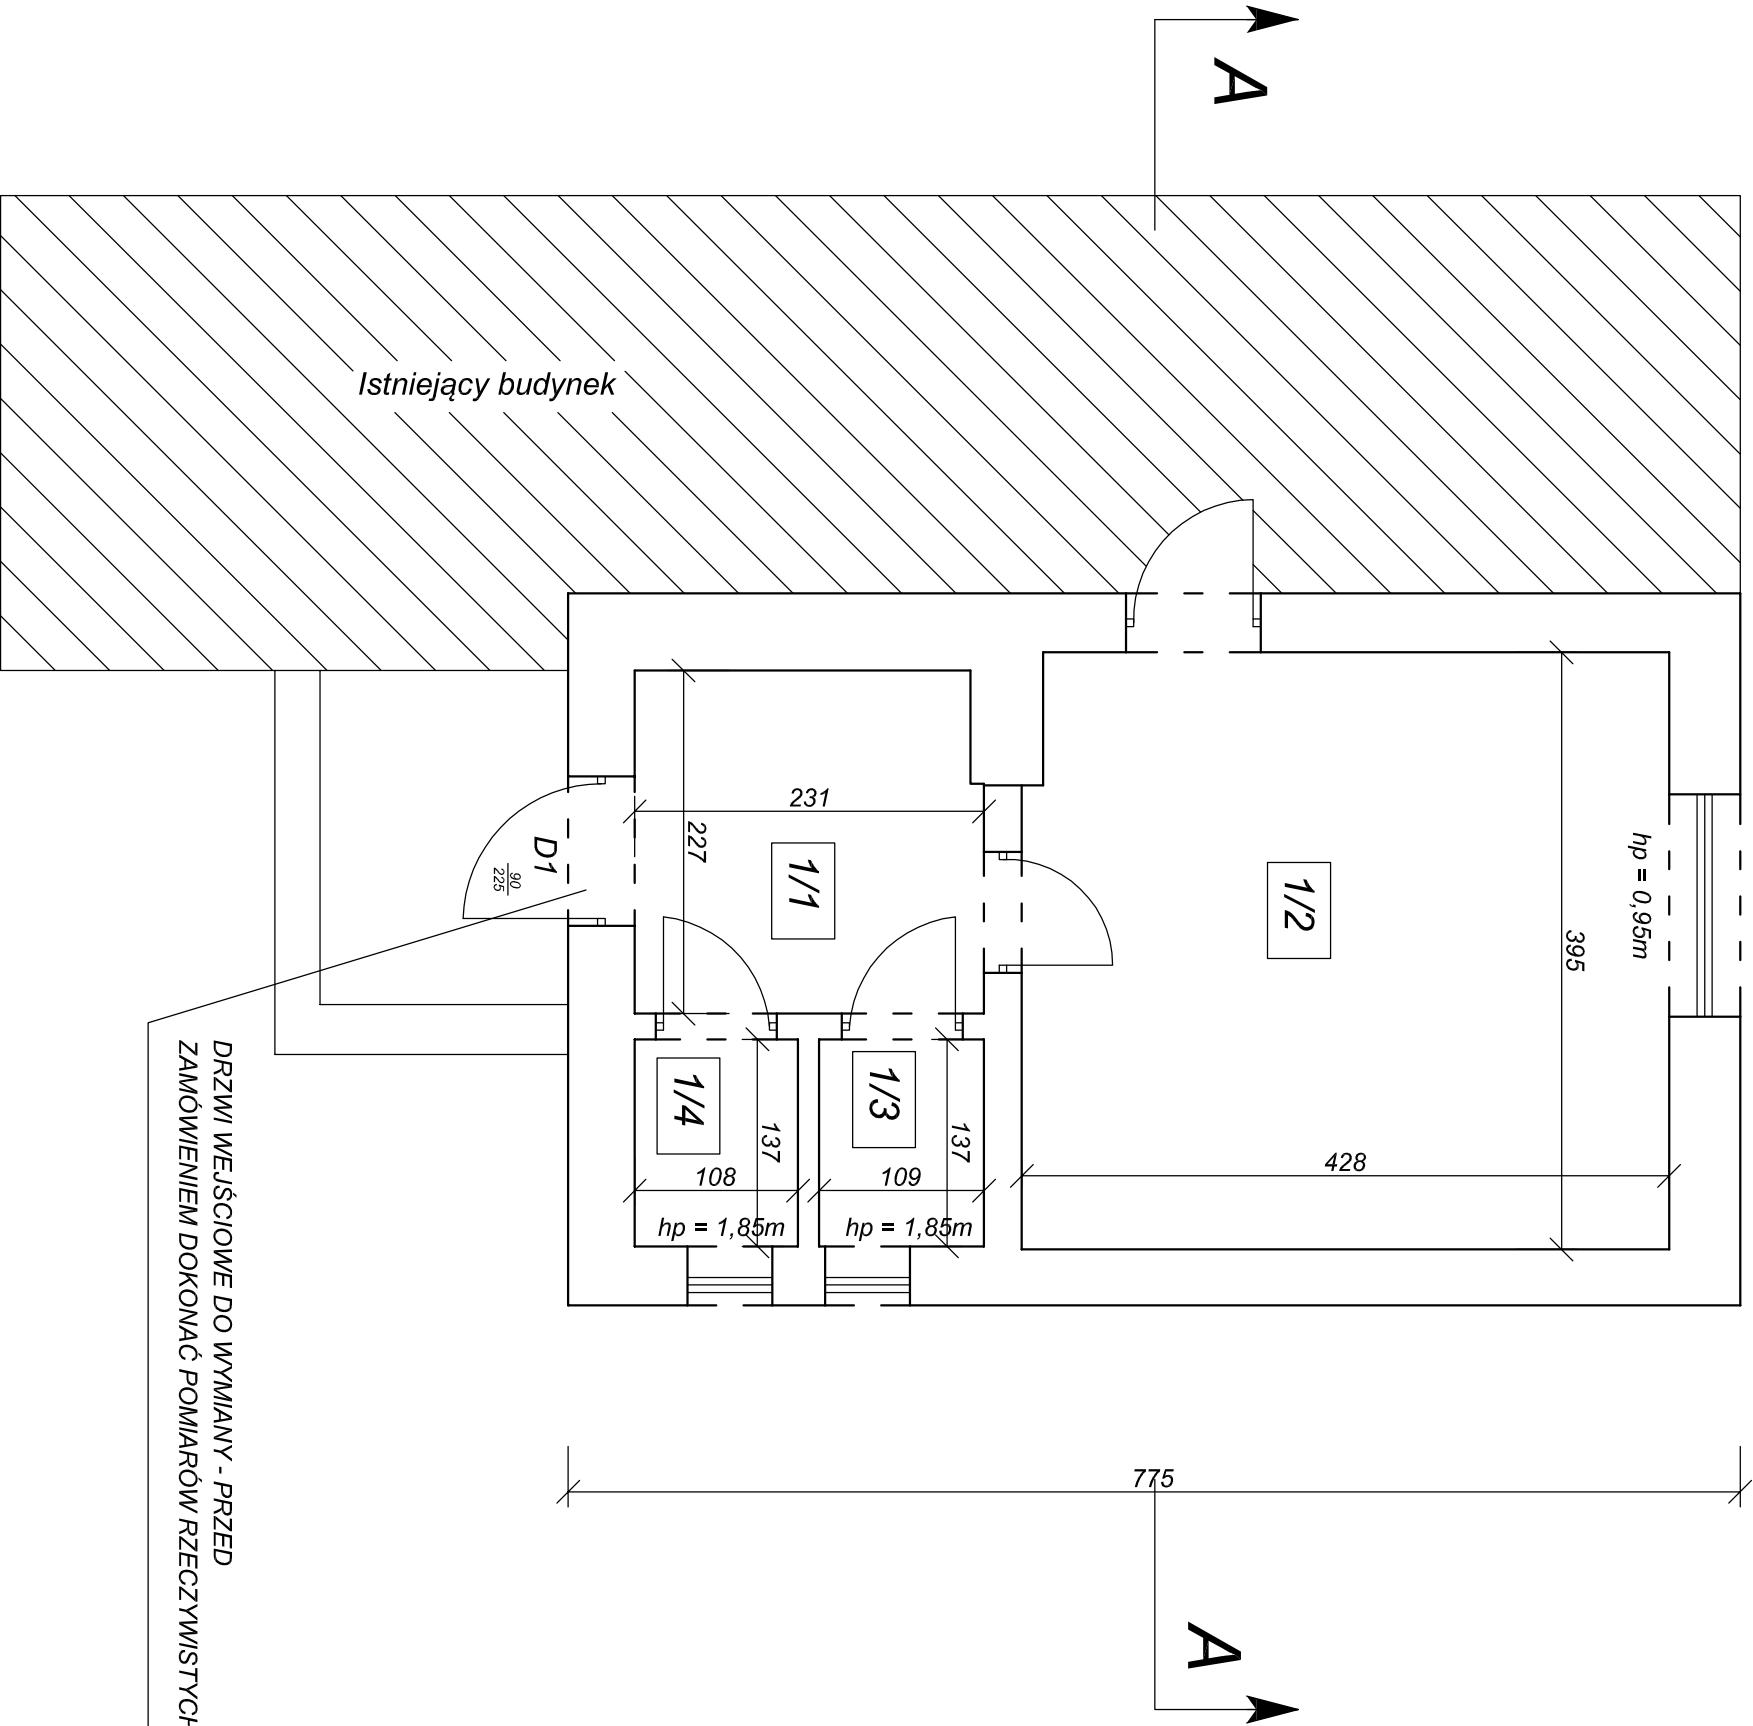 A
Istniejący budynek
hp = 0,95m
395
1/2
428
231
227
1/1
D1
90
225
1/4
1/3
137
137
108
109
hp = 1,85m
hp = 1,85m
775
A
DRZWI WEJŚCIOWE DO WYMIANY - PRZED
ZAMÓWIENIEM DOKONAĆ POMIARÓW RZECZYWISTYCH